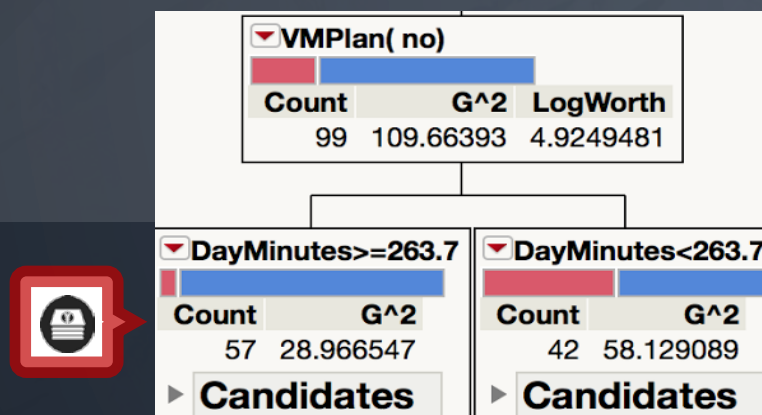 VMPlan( no)
Count G^2 LogWorth
99 109.66393 4.9249481
DayMinutes>=263.7
Count G^2
57 28.966547
Candidates
DayMinutes<263.7
Count G^2
42 58.129089
Candidates